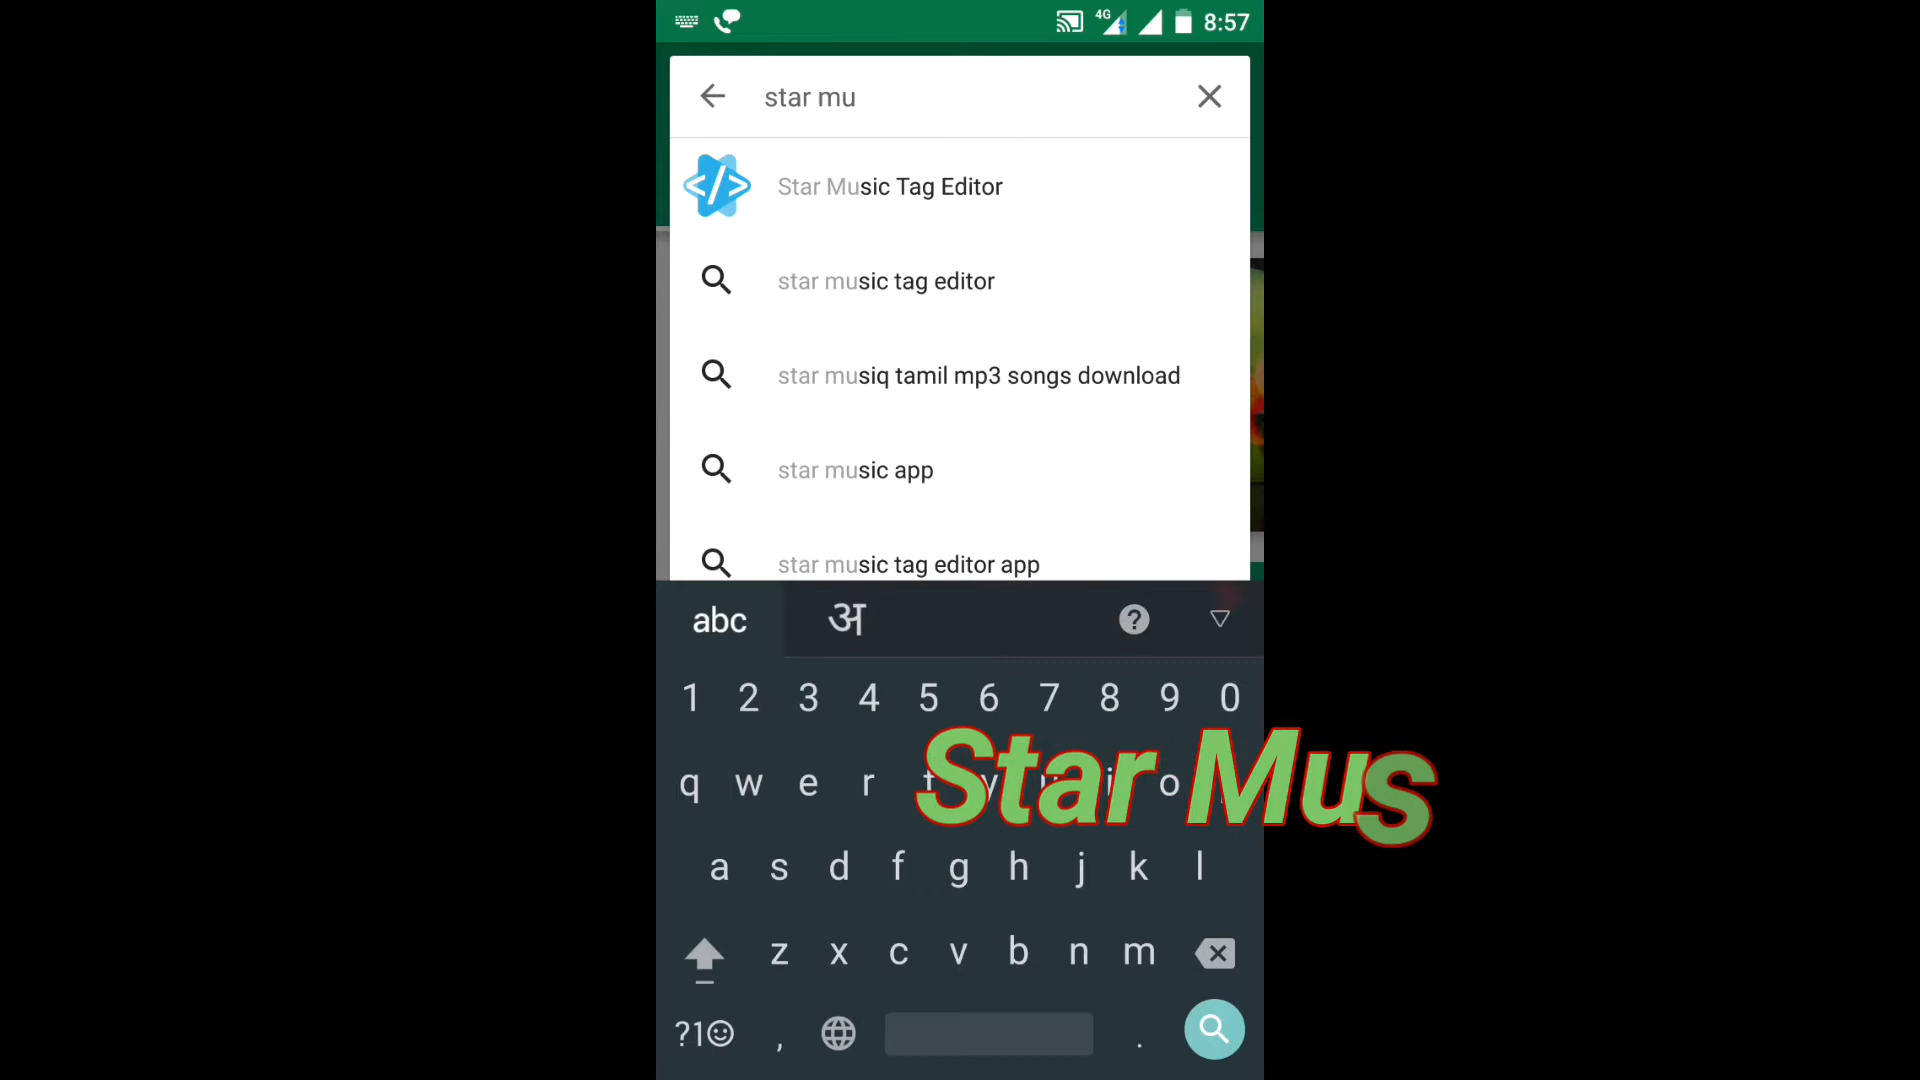 4G 8:57
star mu
</> Star Music Tag Editor
star music tag editor
star musiq tamil mp3 songs download
star music app
star music tag editor app
abc अ ?
1 2 3 4 5 6 7 8 9 0
Star Mus
q w e r t y i o
a s d f g h j k l
z x c v b n m
?1☺ , .